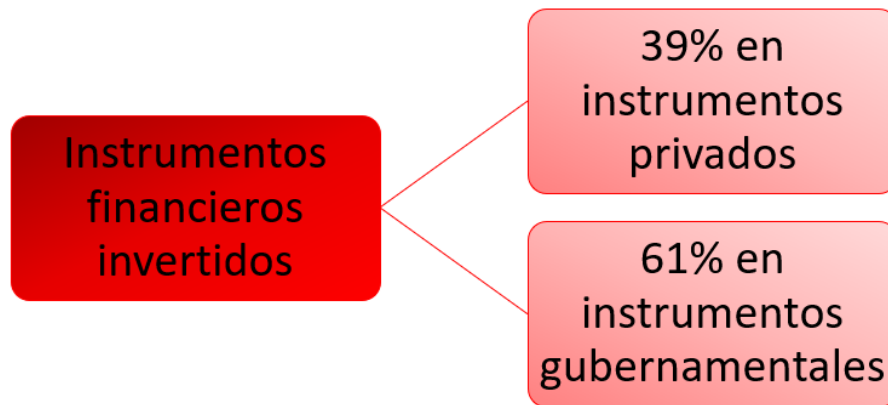 Instrumentos
financieros
invertidos
39% en
instrumentos
privados
61% en
instrumentos
gubernamentales